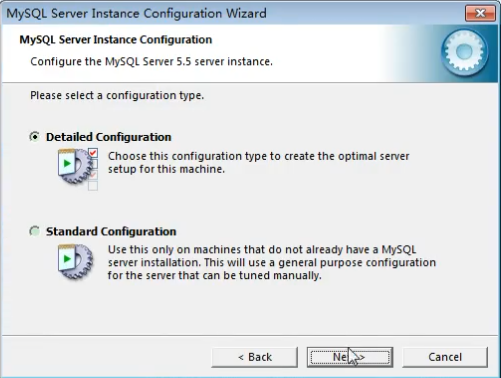 MySQL Server Instance Configuration Wizard
MySQL Server Instance Configuration
Configure the MySQL Server 5.5 server instance.
Please select a configuration type.
Detailed Configuration
Choose this configuration type to create the optimal server
setup for this machine.
Standard Configuration
Use this only on machines that do not already have a MySQL
server installation. This will use a general purpose configuration
for the server that can be tuned manually.
< Back
Cancel